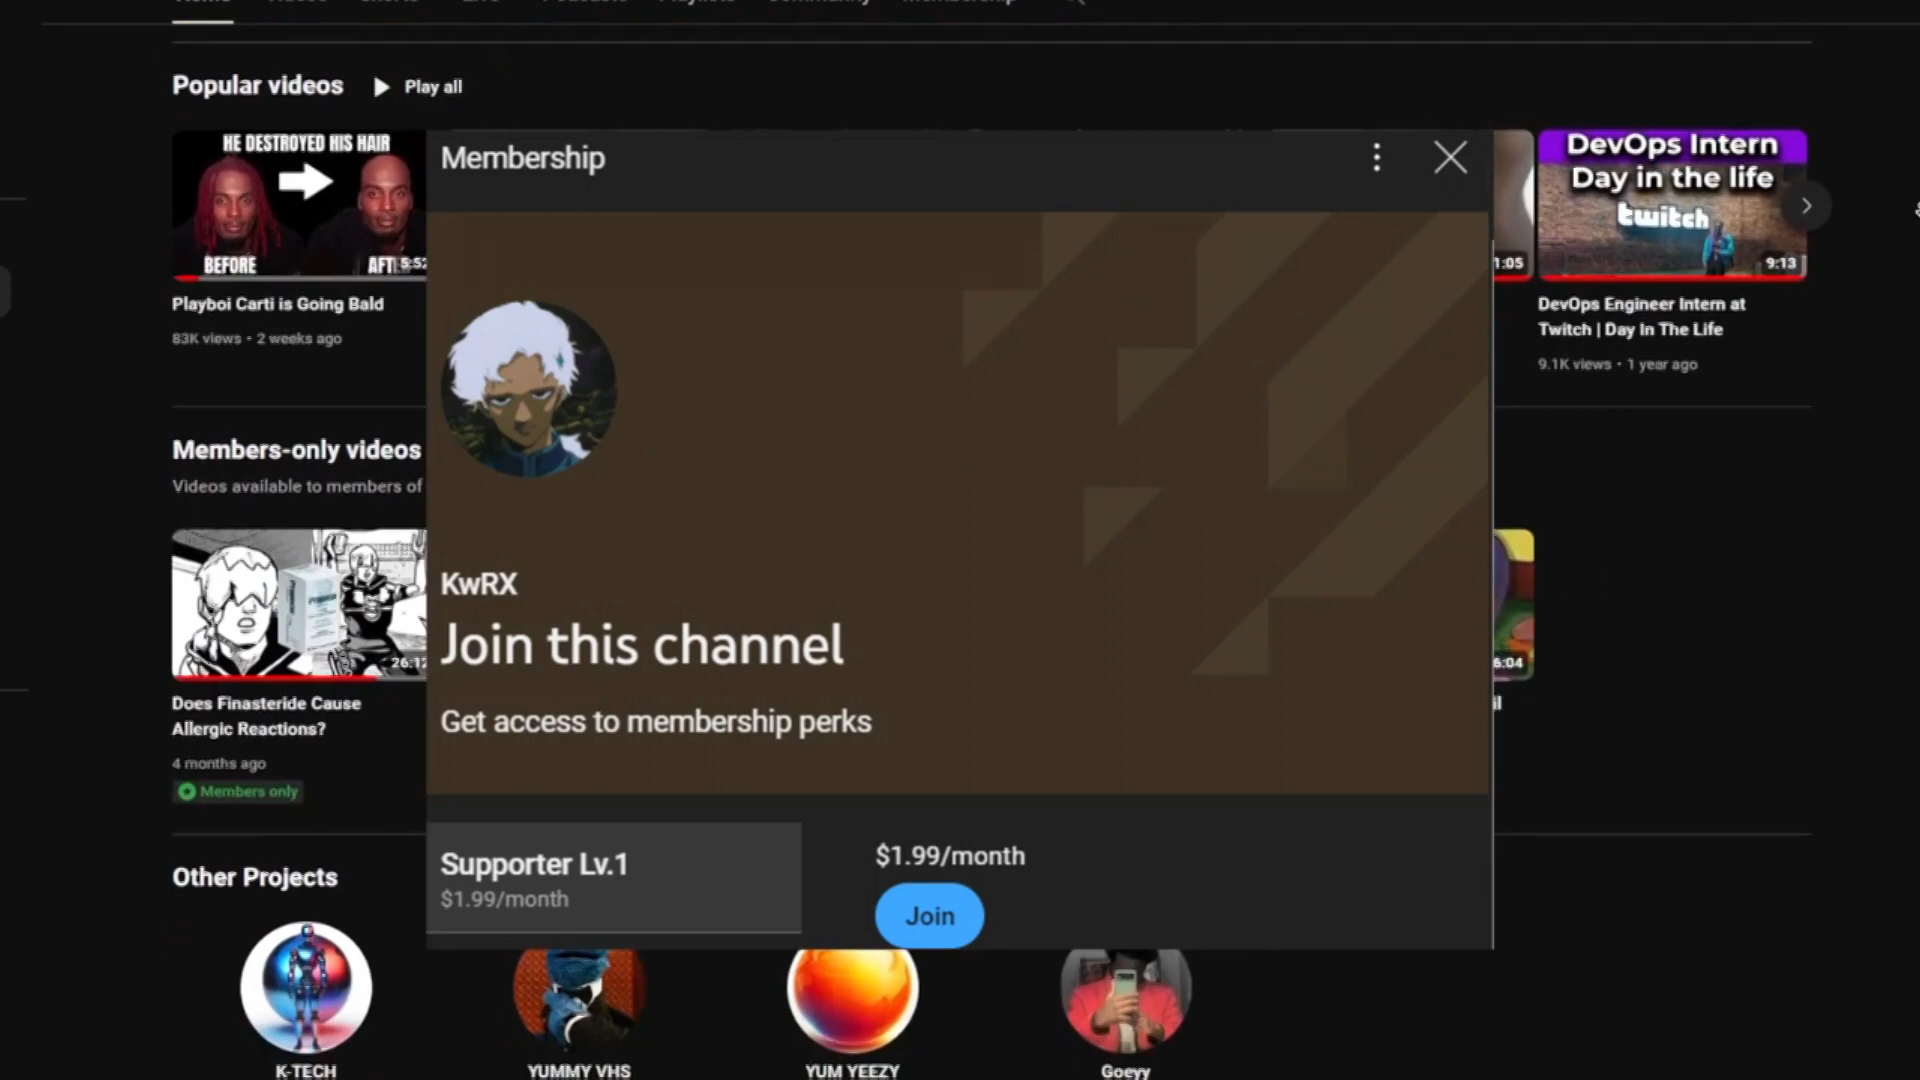 Popular videos
Play all
HE DESTROYED HIS HAIR
BEFORE
5:52
Playboi Carti is Going Bald
83K views • 2 weeks ago
Membership
1:05
DevOps Intern
Day in the life
twitch
9:13
DevOps Engineer Intern at
Twitch | Day In The Life
9.1K views • 1 year ago
Members-only videos
Videos available to members of
26:12
Does Finasteride Cause
Allergic Reactions?
4 months ago
Members only
KwRX
Join this channel
Get access to membership perks
6:04
Supporter Lv.1
$1.99/month
$1.99/month
Join
Other Projects
K-TECH
YUMMY VHS
YUM YEEZY
Goeyy